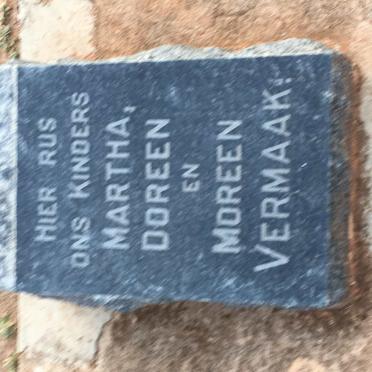 HIER RUS
ONS KINDERS
MARTHA,
DOREEN
EN
MOREEN
VERMAAK.